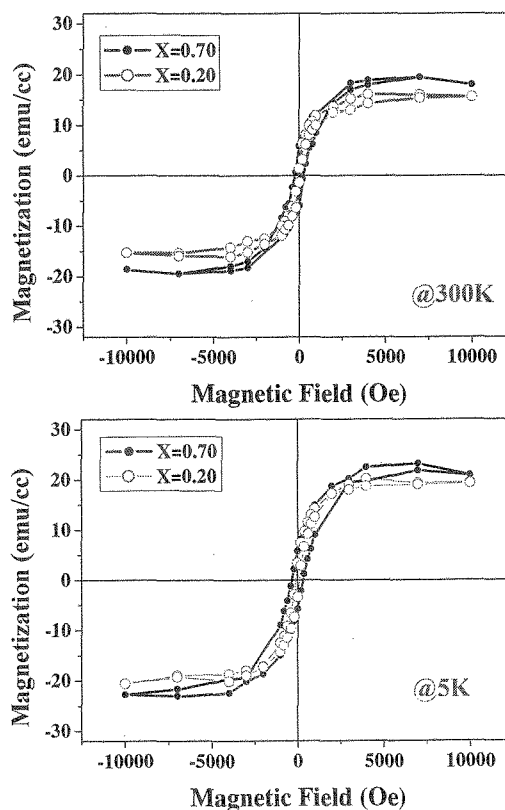 X=0.70
X=0.20
Magnetization (emu/cc)
30
20
10
0
-10
-20
-30
@300K
-10000 -5000 0 5000 10000
Magnetic Field (Oe)
X=0.70
X=0.20
Magnetization (emu/cc)
30
20
10
0
-10
-20
-30
@5K
-10000 -5000 0 5000 10000
Magnetic Field (Oe)